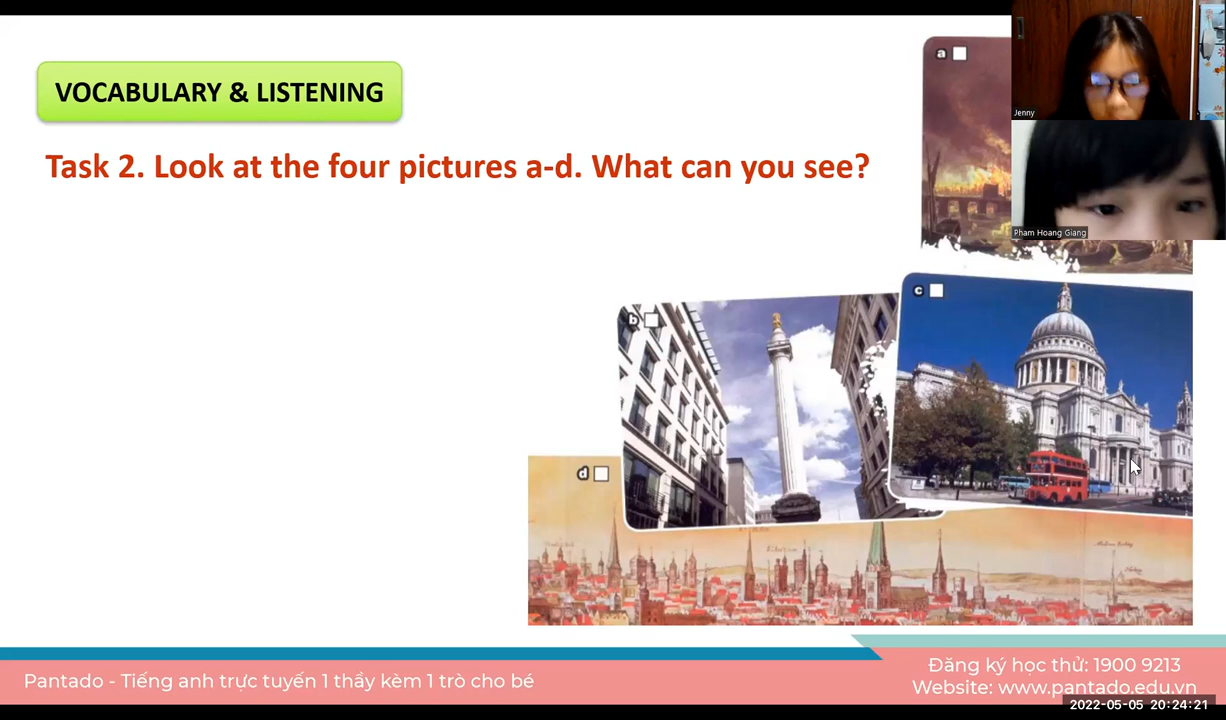 VOCABULARY & LISTENING
Task 2. Look at the four pictures a-d. What can you see?
a
Jenny
Pham Hoang Giang
b
c
d
Pantado - Tiếng anh trực tuyến 1 thầy kèm 1 trò cho bé
Đăng ký học thử: 1900 9213
Website: www.pantado.edu.vn
2022-05-05 20:24:21